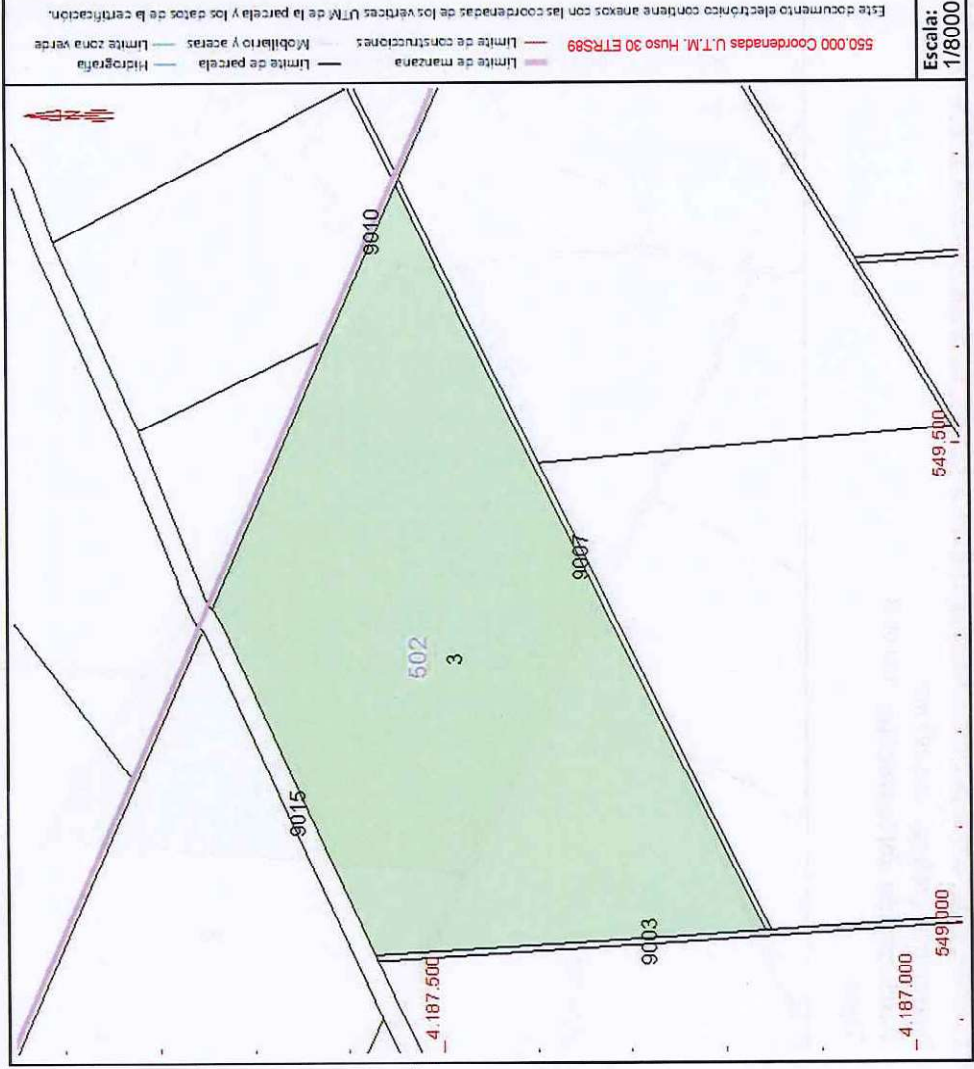 Este documento electrónico contiene anexos con las coordenadas de los vértices UTM de la parcela y los datos de la certificación.
550.000 Coordenadas U.T.M. Huso 30 ETRS89
Límite de manzana
Límite de construcciones
Límite de parcela
Mobiliario y aceras
Hidrografía
Límite zona verde
Escala:
1/8000
9010
9015
502
3
9007
9003
4.187.500
4.187.000
549.000
549.500